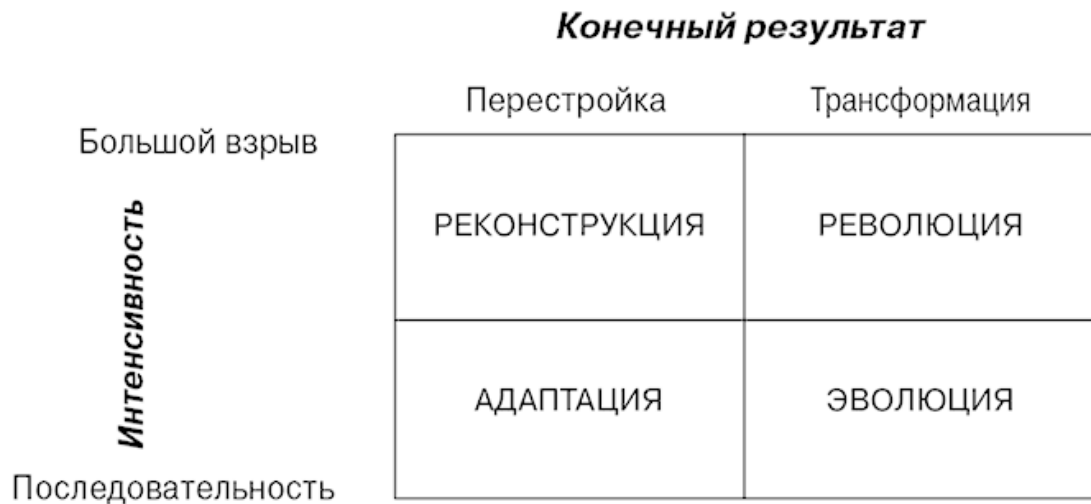 Конечный результат
Перестройка Трансформация
Большой взрыв
РЕКОНСТРУКЦИЯ РЕВОЛЮЦИЯ
Интенсивность
АДАПТАЦИЯ ЭВОЛЮЦИЯ
Последовательность